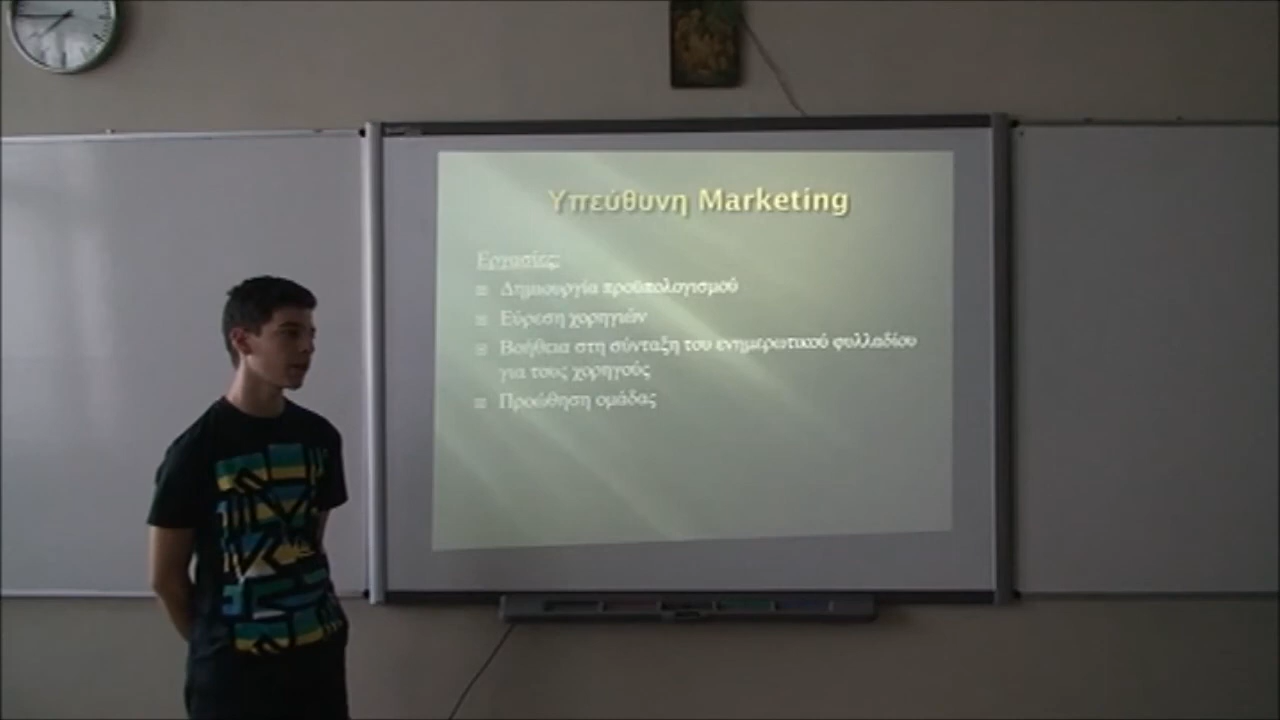 Υπεύθυνη Marketing
Εργασίες:
Δημιουργία προϋπολογισμού
Εύρεση χορηγιών
Βοήθεια στη σύνταξη του ενημερωτικού φυλλαδίου
για τους χορηγούς
Προώθηση ομάδας